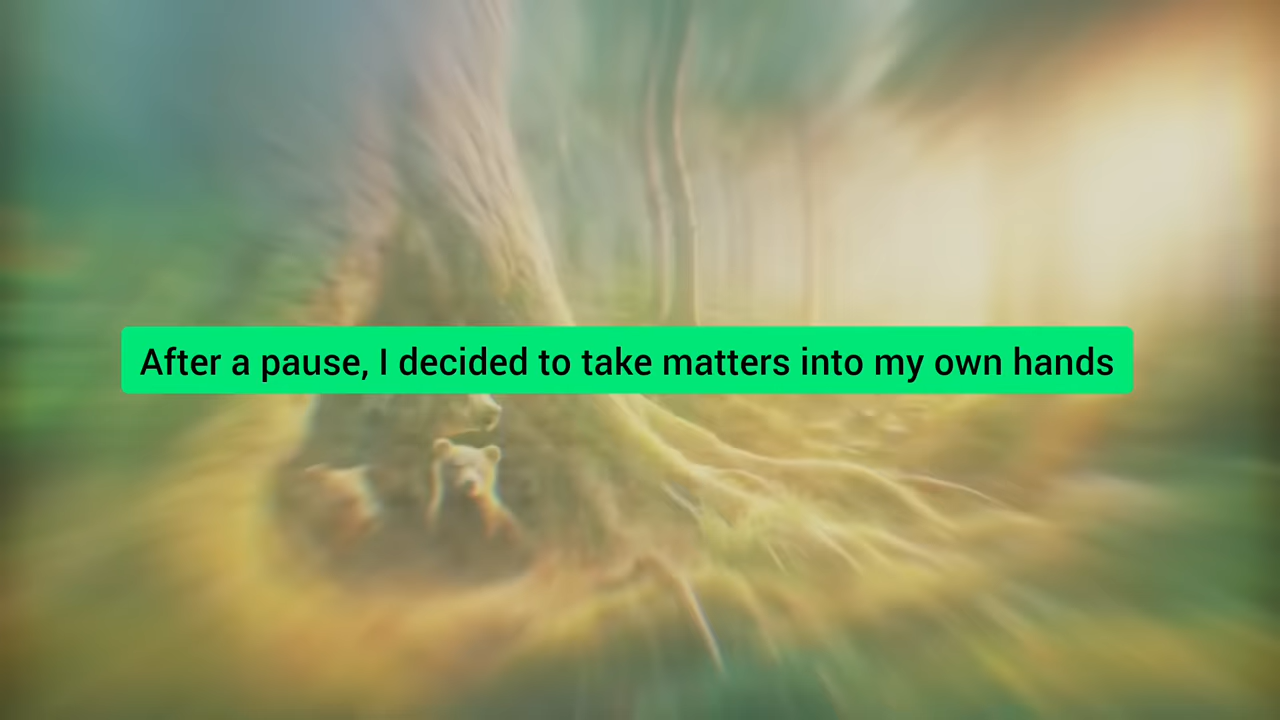 After a pause, I decided to take matters into my own hands